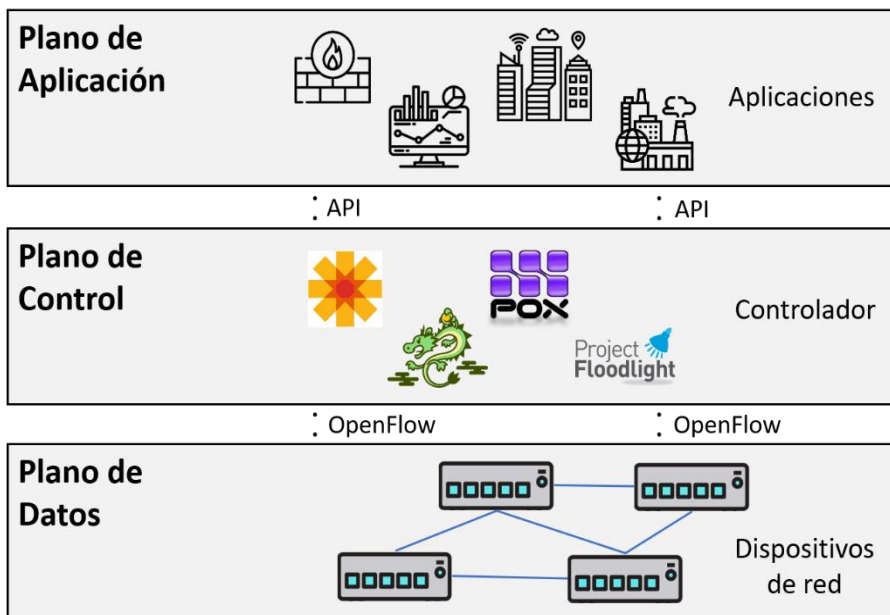 Plano de
Aplicación
Aplicaciones
API
API
Plano de
Control
POX
Controlador
Project
Floodlight
OpenFlow
OpenFlow
Plano de
Datos
Dispositivos
de red